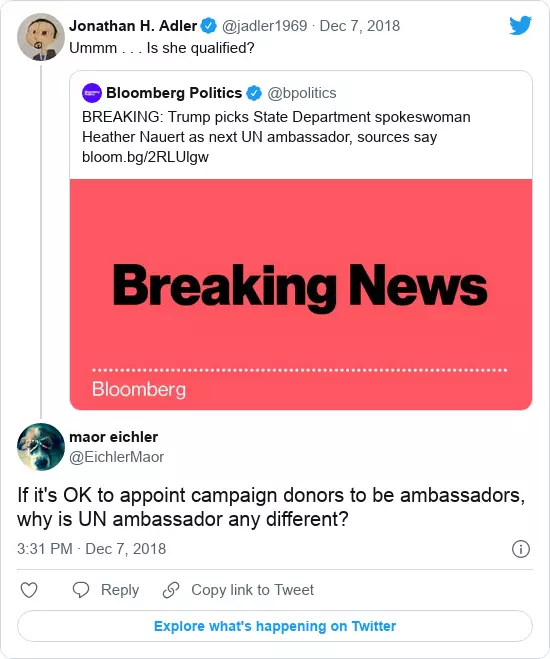 Jonathan H. Adler @jadler1969 · Dec 7, 2018
Ummm . . . Is she qualified?
Bloomberg Politics @bpolitics
BREAKING: Trump picks State Department spokeswoman
Heather Nauert as next UN ambassador, sources say
bloom.bg/2RLUlgw
Breaking News
Bloomberg
maor eichler
@EichlerMaor
If it's OK to appoint campaign donors to be ambassadors,
why is UN ambassador any different?
3:31 PM · Dec 7, 2018
Reply
Copy link to Tweet
Explore what's happening on Twitter